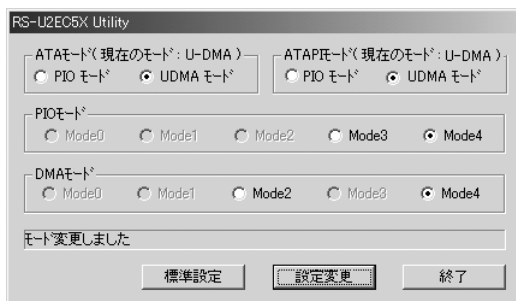 RS-U2EC5X Utility
ATAﾓｰﾄﾞ( 現在のﾓｰﾄﾞ : U-DMA ) ATAPIﾓｰﾄﾞ( 現在のﾓｰﾄﾞ : U-DMA )
PIO ﾓｰﾄﾞ UDMA ﾓｰﾄﾞ PIO ﾓｰﾄﾞ UDMA ﾓｰﾄﾞ
PIOﾓｰﾄﾞ
Mode0 Mode1 Mode2 Mode3 Mode4
DMAﾓｰﾄﾞ
Mode0 Mode1 Mode2 Mode3 Mode4
ﾓｰﾄﾞ変更しました
標準設定 設定変更 終了